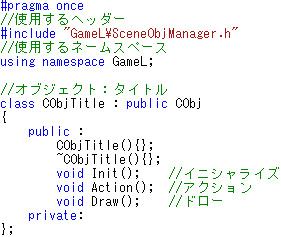 #pragma once
//使用するヘッダー
#include "GameL¥SceneObjManager.h"
//使用するネームスペース
using namespace GameL;
//オブジェクト：タイトル
class CObjTitle : public CObj
{
public :
CObjTitle(){};
~CObjTitle(){};
void Init(); //イニシャライズ
void Action(); //アクション
void Draw(); //ドロー
private:
};